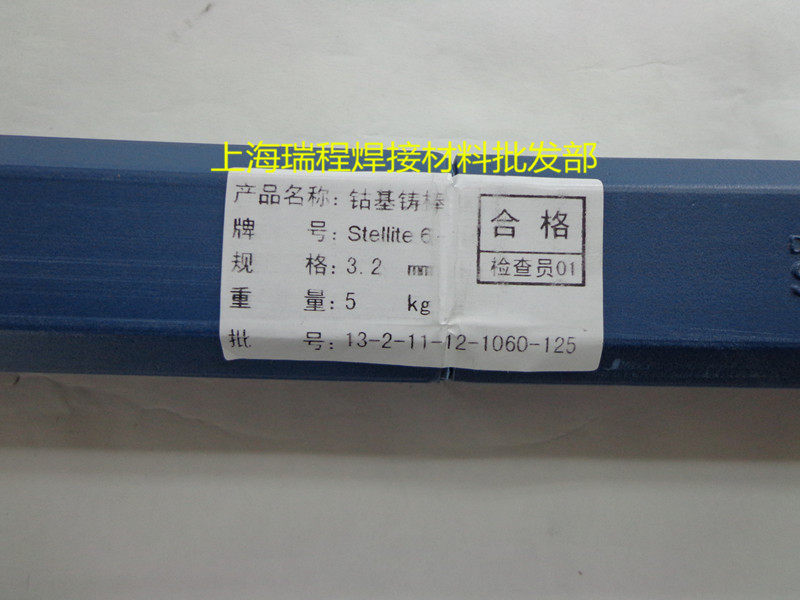 上海瑞程焊接材料批发部
产品名称: 钴基铸棒
牌 号: Stellite 6
规 格: 3.2 mm
重 量: 5 kg
批 号: 13-2-11-12-1060-125
合格
检查员01